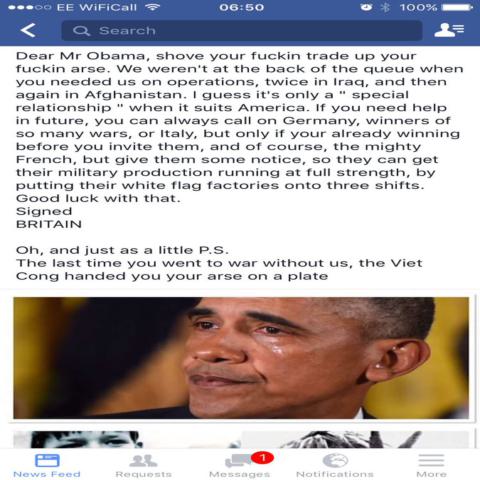 EE WiFiCall 06:50 100%
Search
Dear Mr Obama, shove your fuckin trade up your
fuckin arse. We weren't at the back of the queue when
you needed us on operations, twice in Iraq, and then
again in Afghanistan. I guess it's only a " special
relationship " when it suits America. If you need help
in future, you can always call on Germany, winners of
so many wars, or Italy, but only if your already winning
before you invite them, and of course, the mighty
French, but give them some notice, so they can get
their military production running at full strength, by
putting their white flag factories onto three shifts.
Good luck with that.
Signed
BRITAIN
Oh, and just as a little P.S.
The last time you went to war without us, the Viet
Cong handed you your arse on a plate
1
News Feed Requests Messages Notifications More